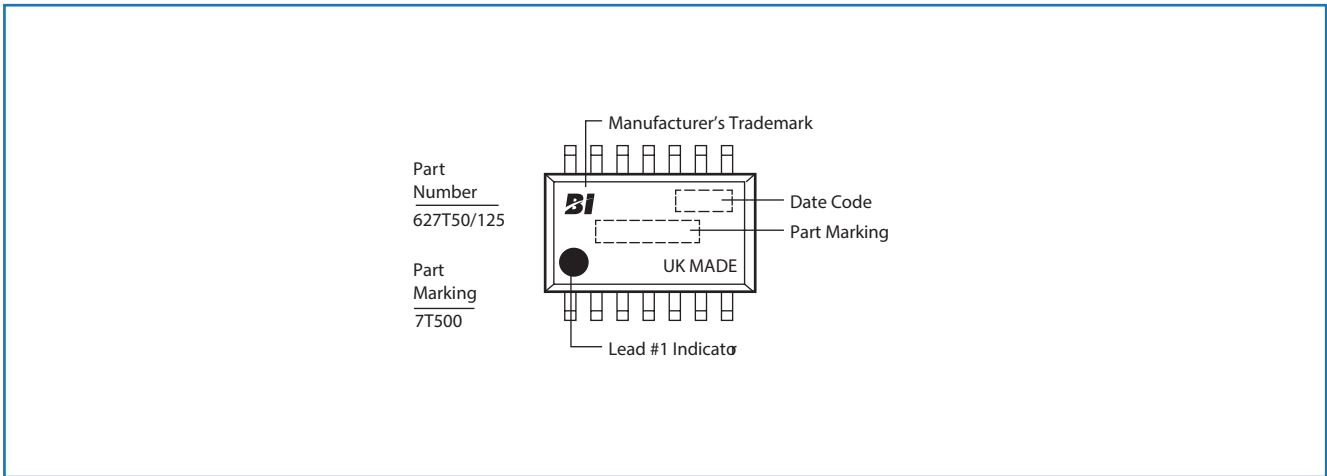 Manufacturer's Trademark
Part
Number
627T50/125
BI
Date Code
Part Marking
UK MADE
Part
Marking
7T500
Lead #1 Indicator